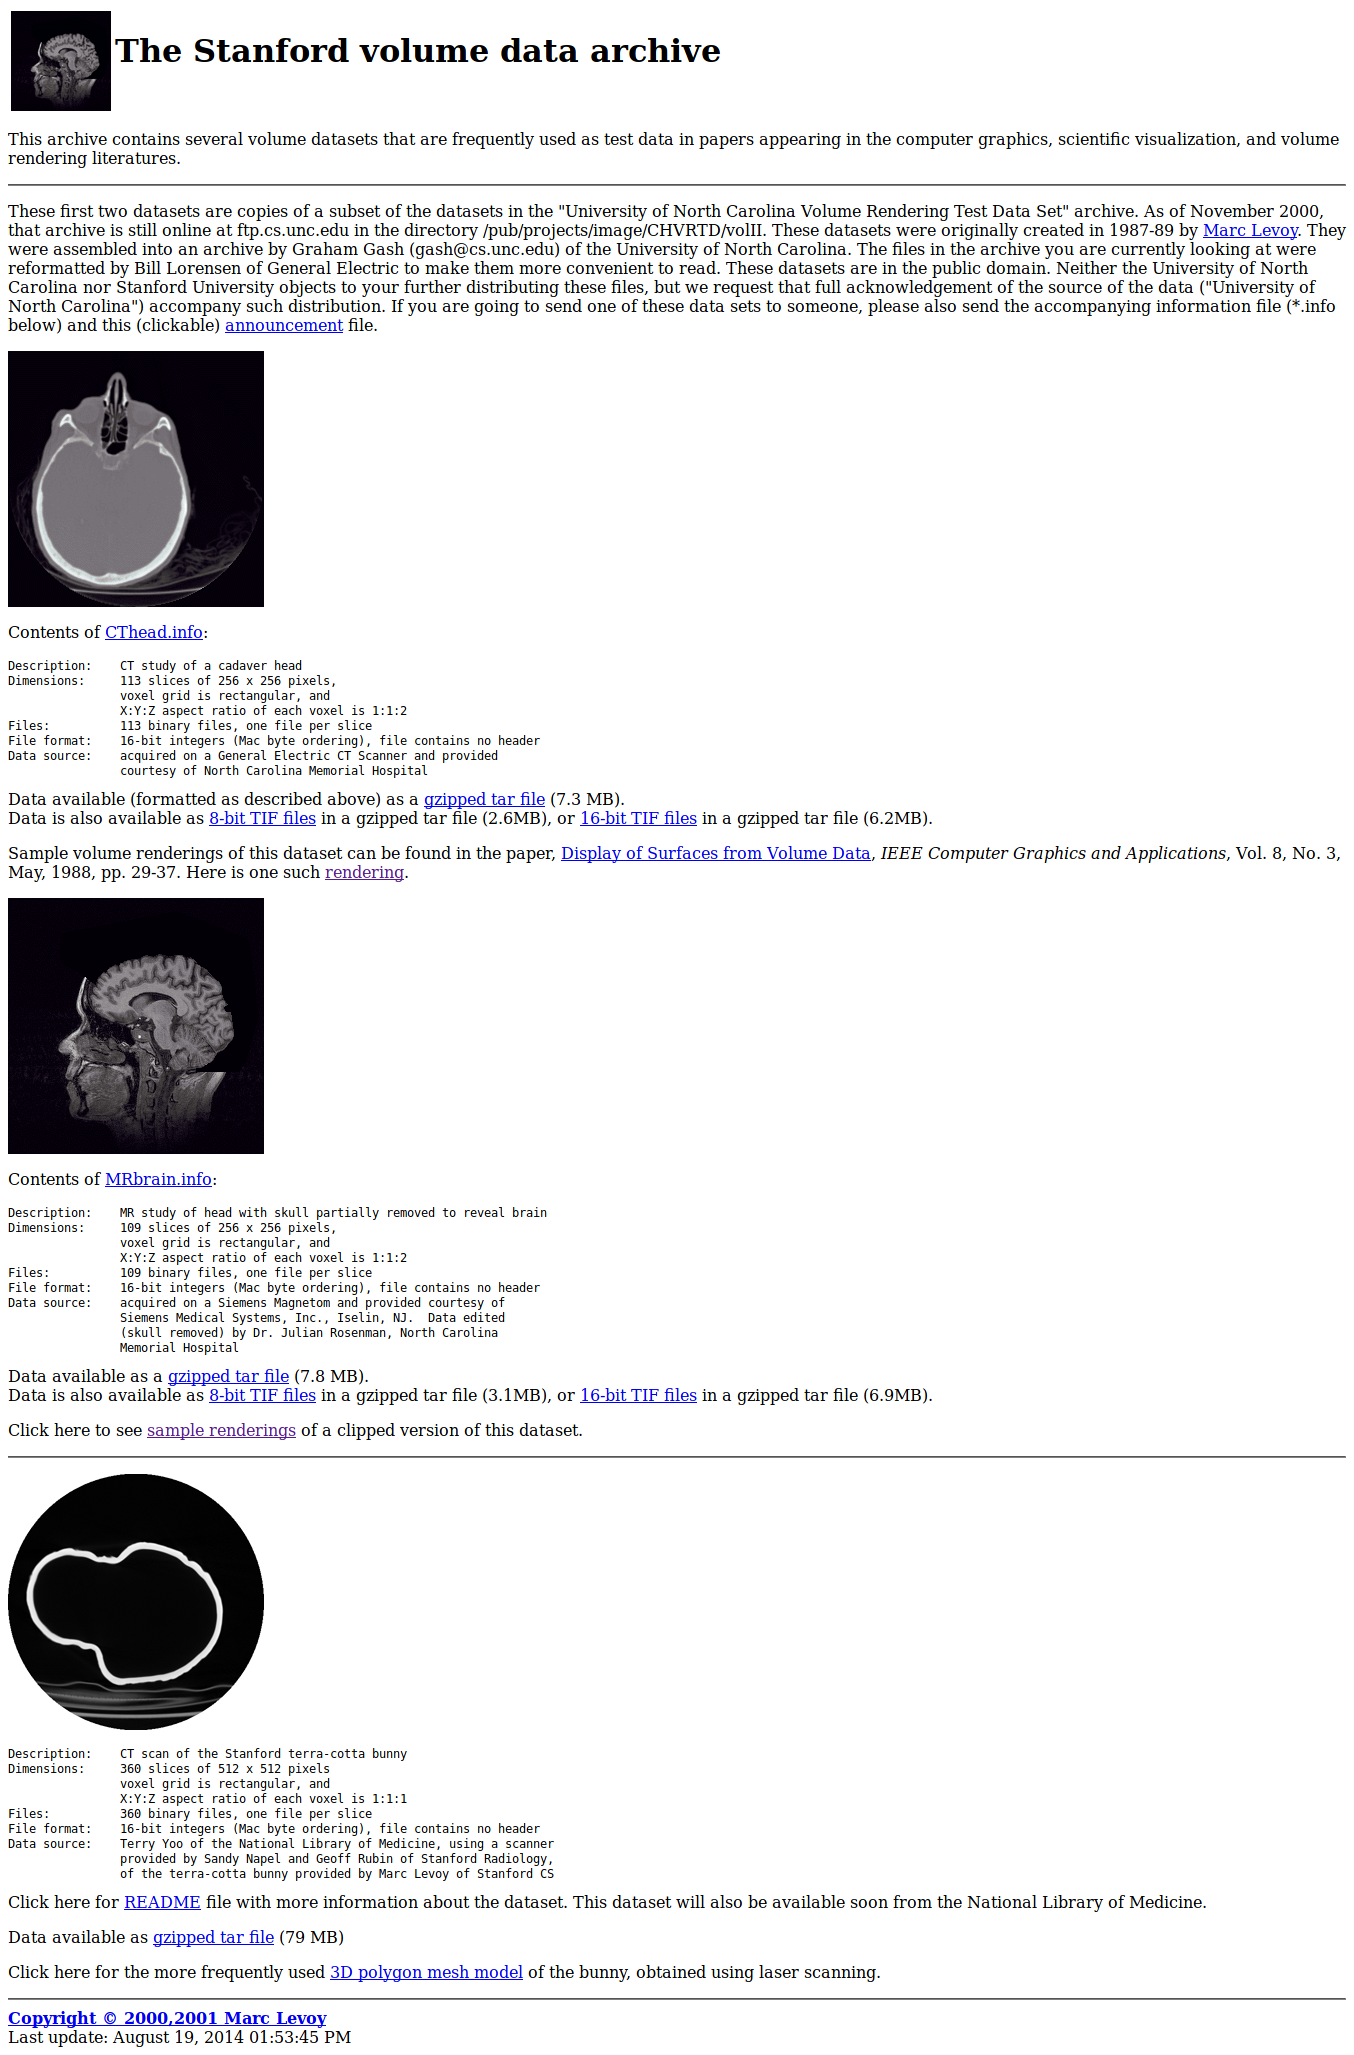 The Stanford volume data archive
This archive contains several volume datasets that are frequently used as test data in papers appearing in the computer graphics, scientific visualization, and volume
rendering literatures.
These first two datasets are copies of a subset of the datasets in the "University of North Carolina Volume Rendering Test Data Set" archive. As of November 2000,
that archive is still online at ftp.cs.unc.edu in the directory /pub/projects/image/CHVRTD/volII. These datasets were originally created in 1987-89 by Marc Levoy. They
were assembled into an archive by Graham Gash (gash@cs.unc.edu) of the University of North Carolina. The files in the archive you are currently looking at were
reformatted by Bill Lorensen of General Electric to make them more convenient to read. These datasets are in the public domain. Neither the University of North
Carolina nor Stanford University objects to your further distributing these files, but we request that full acknowledgement of the source of the data ("University of
North Carolina") accompany such distribution. If you are going to send one of these data sets to someone, please also send the accompanying information file (*.info
below) and this (clickable) announcement file.
Contents of CThead.info:
Description:    CT study of a cadaver head
Dimensions:     113 slices of 256 x 256 pixels,
voxel grid is rectangular, and
X:Y:Z aspect ratio of each voxel is 1:1:2
Files:          113 binary files, one file per slice
File format:    16-bit integers (Mac byte ordering), file contains no header
Data source:    acquired on a General Electric CT Scanner and provided
courtesy of North Carolina Memorial Hospital
Data available (formatted as described above) as a gzipped tar file (7.3 MB).
Data is also available as 8-bit TIF files in a gzipped tar file (2.6MB), or 16-bit TIF files in a gzipped tar file (6.2MB).
Sample volume renderings of this dataset can be found in the paper, Display of Surfaces from Volume Data, IEEE Computer Graphics and Applications, Vol. 8, No. 3,
May, 1988, pp. 29-37. Here is one such rendering.
Contents of MRbrain.info:
Description:    MR study of head with skull partially removed to reveal brain
Dimensions:     109 slices of 256 x 256 pixels,
voxel grid is rectangular, and
X:Y:Z aspect ratio of each voxel is 1:1:2
Files:          109 binary files, one file per slice
File format:    16-bit integers (Mac byte ordering), file contains no header
Data source:    acquired on a Siemens Magnetom and provided courtesy of
Siemens Medical Systems, Inc., Iselin, NJ.  Data edited
(skull removed) by Dr. Julian Rosenman, North Carolina
Memorial Hospital
Data available as a gzipped tar file (7.8 MB).
Data is also available as 8-bit TIF files in a gzipped tar file (3.1MB), or 16-bit TIF files in a gzipped tar file (6.9MB).
Click here to see sample renderings of a clipped version of this dataset.
Description:    CT scan of the Stanford terra-cotta bunny
Dimensions:     360 slices of 512 x 512 pixels
voxel grid is rectangular, and
X:Y:Z aspect ratio of each voxel is 1:1:1
Files:          360 binary files, one file per slice
File format:    16-bit integers (Mac byte ordering), file contains no header
Data source:    Terry Yoo of the National Library of Medicine, using a scanner
provided by Sandy Napel and Geoff Rubin of Stanford Radiology,
of the terra-cotta bunny provided by Marc Levoy of Stanford CS
Click here for README file with more information about the dataset. This dataset will also be available soon from the National Library of Medicine.
Data available as gzipped tar file (79 MB)
Click here for the more frequently used 3D polygon mesh model of the bunny, obtained using laser scanning.
Copyright © 2000,2001 Marc Levoy
Last update: August 19, 2014 01:53:45 PM